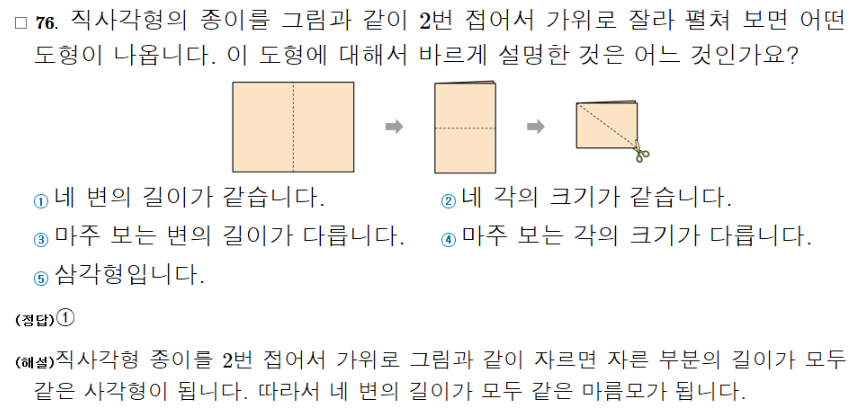 □ 76. 직사각형의 종이를 그림과 같이 2번 접어서 가위로 잘라 펼쳐 보면 어떤
도형이 나옵니다. 이 도형에 대해서 바르게 설명한 것은 어느 것인가요?
① 네 변의 길이가 같습니다. ② 네 각의 크기가 같습니다.
③ 마주 보는 변의 길이가 다릅니다. ④ 마주 보는 각의 크기가 다릅니다.
⑤ 삼각형입니다.
(정답)①
(해설)직사각형 종이를 2번 접어서 가위로 그림과 같이 자르면 자른 부분의 길이가 모두
같은 사각형이 됩니다. 따라서 네 변의 길이가 모두 같은 마름모가 됩니다.